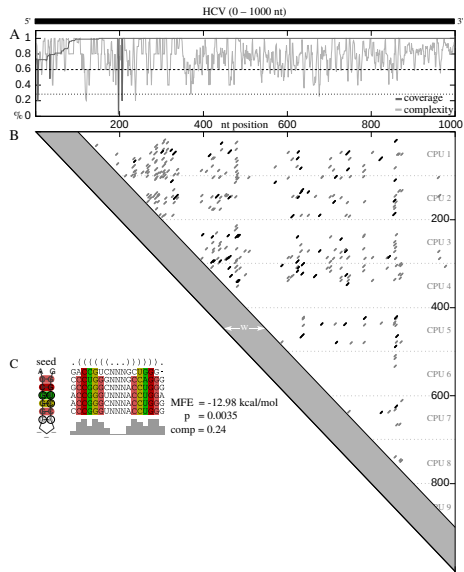 HCV (0 – 1000 nt)
5' 3'
A
1
0.8
0.6
0.4
0.2
% 0
coverage
complexity
200 400 600 800 1000
nt position
B
CPU 1
CPU 2
200
CPU 3
CPU 4
400
CPU 5
w
CPU 6
600
CPU 7
CPU 8
800
CPU 9
C
seed
MFE = -12.98 kcal/mol
p = 0.0035
comp = 0.24